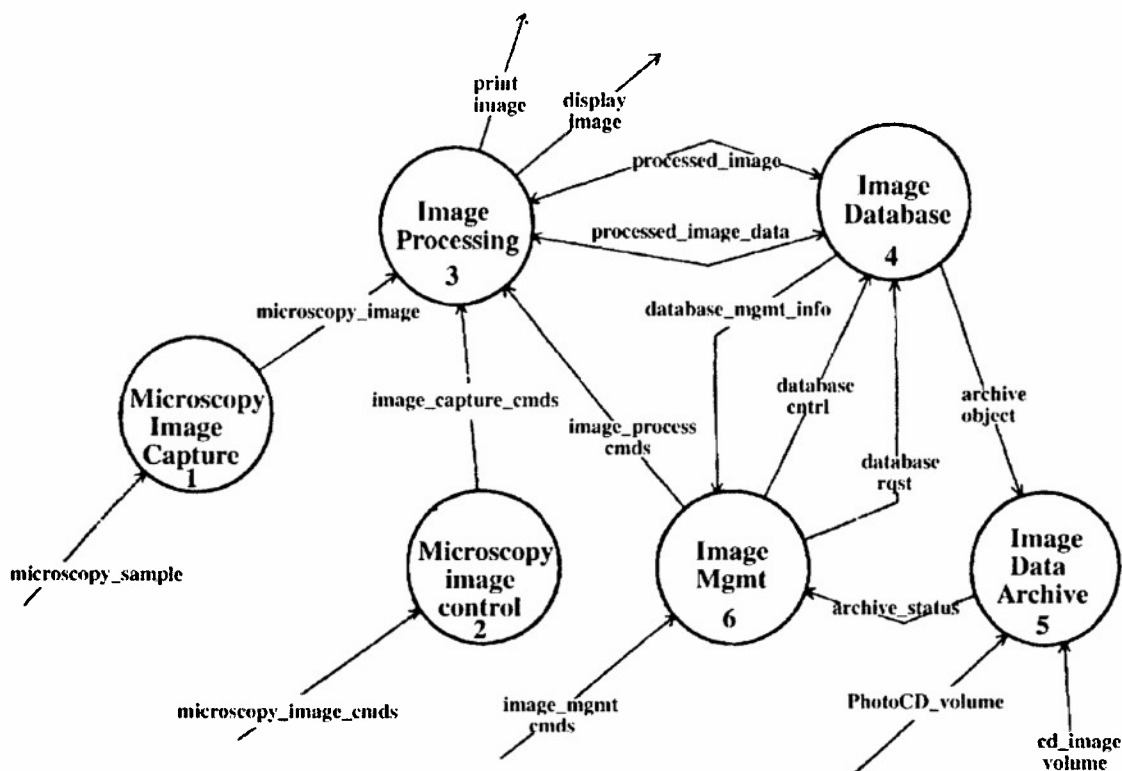 print
image
display
image
processed_image
Image
Database
4
Image
Processing
3
processed_image_data
microscopy_image
database_mgmt_info
Microscopy
Image
Capture
1
image_capture_cmds
image_process
cmds
database
cntrl
archive
object
database
rqst
microscopy_sample
Microscopy
image
control
2
Image
Mgmt
6
Image
Data
Archive
5
archive_status
microscopy_image_cmds
image_mgmt
cmds
PhotoCD_volume
cd_image
volume